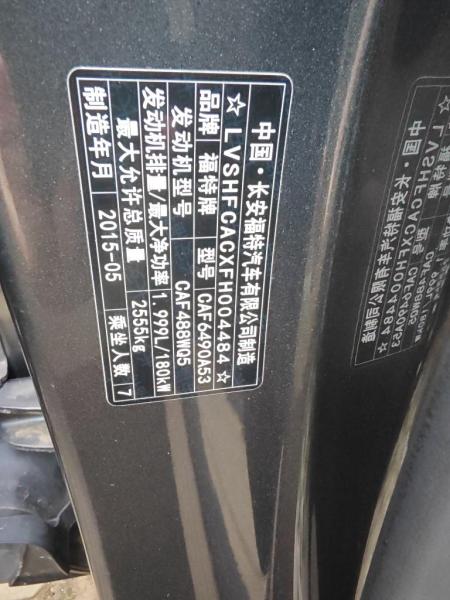 中国·长安福特汽车有限公司制造
☆LVSHFCACXFH004484☆
品牌 福特牌 型号 CAF6490A53
发动机型号 CAF488WQ5
发动机排量/最大净功率 1.999L/180kW
最大允许总质量 2555kg
制造年月 2015-05 乘坐人数 7